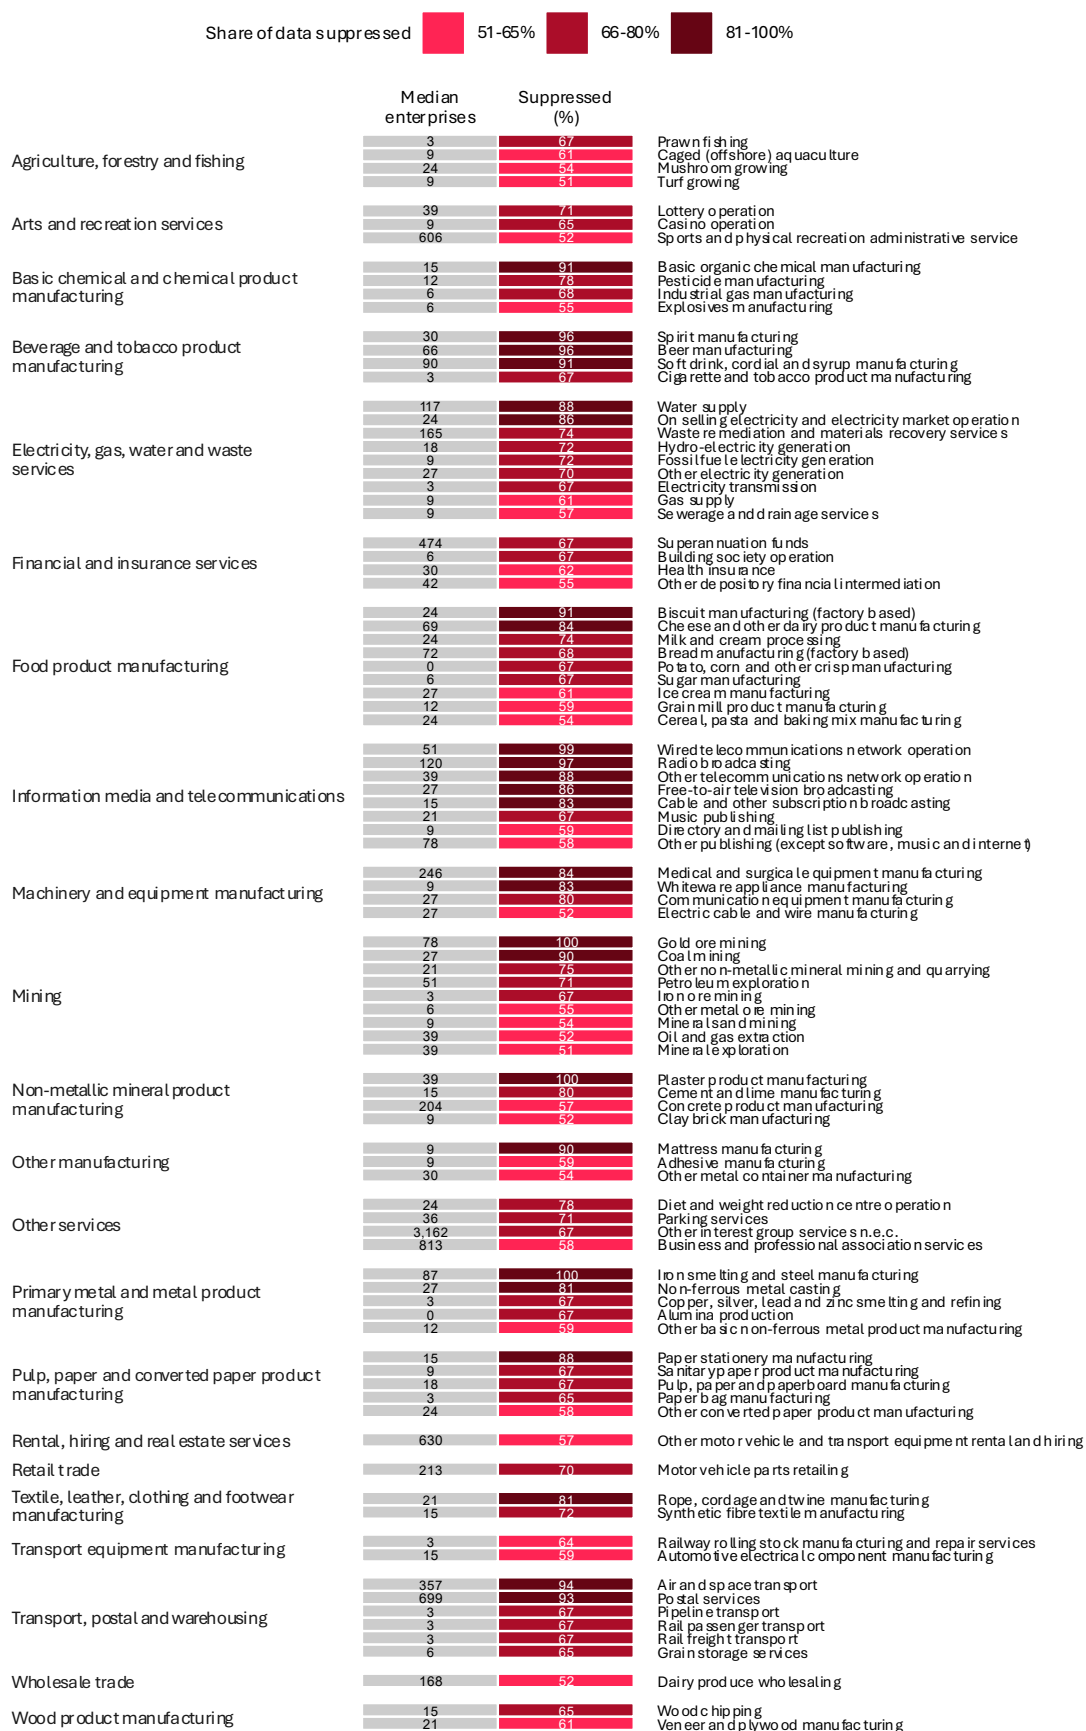 Share of data suppressed 51-65% 66-80% 81-100%
Median enterprises Suppressed (%)
Agriculture, forestry and fishing
3 67 Prawn fishing
9 61 Caged (offshore) aquaculture
24 54 Mushroom growing
9 51 Turf growing
Arts and recreation services
39 71 Lottery operation
9 65 Casino operation
606 52 Sports and physical recreation administrative service
Basic chemical and chemical product manufacturing
15 91 Basic organic chemical manufacturing
12 78 Pesticide manufacturing
6 68 Industrial gas manufacturing
6 55 Explosives manufacturing
Beverage and tobacco product manufacturing
30 96 Spirit manufacturing
66 96 Beer manufacturing
90 91 Soft drink, cordial and syrup manufacturing
3 67 Cigarette and tobacco product manufacturing
Electricity, gas, water and waste services
117 88 Water supply
24 86 On selling electricity and electricity market operation
165 74 Waste remediation and materials recovery services
18 72 Hydro-electricity generation
9 72 Fossil fuel electricity generation
27 70 Other electricity generation
3 67 Electricity transmission
9 61 Gas supply
9 57 Sewerage and drainage services
Financial and insurance services
474 67 Superannuation funds
6 67 Building society operation
30 62 Health insurance
42 55 Other depository financial intermediation
Food product manufacturing
24 91 Biscuit manufacturing (factory based)
69 84 Cheese and other dairy product manufacturing
24 74 Milk and cream processing
72 68 Bread manufacturing (factory based)
0 67 Potato, corn and other crisp manufacturing
6 67 Sugar manufacturing
27 61 Ice cream manufacturing
12 59 Grain mill product manufacturing
24 54 Cereal, pasta and baking mix manufacturing
Information media and telecommunications
51 99 Wired telecommunications network operation
120 97 Radio broadcasting
39 88 Other telecommunications network operation
27 86 Free-to-air television broadcasting
15 83 Cable and other subscription broadcasting
21 67 Music publishing
9 59 Directory and mailing list publishing
78 58 Other publishing (except software, music and internet)
Machinery and equipment manufacturing
246 84 Medical and surgical equipment manufacturing
9 83 Whiteware appliance manufacturing
27 80 Communication equipment manufacturing
27 52 Electric cable and wire manufacturing
Mining
78 100 Gold ore mining
27 90 Coal mining
21 75 Other non-metallic mineral mining and quarrying
51 71 Petroleum exploration
3 67 Iron ore mining
6 55 Other metal ore mining
9 54 Mineral sand mining
39 52 Oil and gas extraction
39 51 Mineral exploration
Non-metallic mineral product manufacturing
39 100 Plaster product manufacturing
15 80 Cement and lime manufacturing
204 57 Concrete product manufacturing
9 52 Clay brick manufacturing
Other manufacturing
9 90 Mattress manufacturing
9 59 Adhesive manufacturing
30 54 Other metal container manufacturing
Other services
24 78 Diet and weight reduction centre operation
36 71 Parking services
3,162 67 Other interest group services n.e.c.
813 58 Business and professional association services
Primary metal and metal product manufacturing
87 100 Iron smelting and steel manufacturing
27 81 Non-ferrous metal casting
3 67 Copper, silver, lead and zinc smelting and refining
0 67 Alumina production
12 59 Other basic non-ferrous metal product manufacturing
Pulp, paper and converted paper product manufacturing
15 88 Paper stationery manufacturing
9 67 Sanitary paper product manufacturing
18 67 Pulp, paper and paperboard manufacturing
3 65 Paper bag manufacturing
24 58 Other converted paper product manufacturing
Rental, hiring and real estate services
630 57 Other motor vehicle and transport equipment rental and hiring
Retail trade
213 70 Motor vehicle parts retailing
Textile, leather, clothing and footwear manufacturing
21 81 Rope, cordage and twine manufacturing
15 72 Synthetic fibre textile manufacturing
Transport equipment manufacturing
3 64 Railway rolling stock manufacturing and repair services
15 59 Automotive electrical component manufacturing
Transport, postal and warehousing
357 94 Air and space transport
699 93 Postal services
3 67 Pipeline transport
3 67 Rail passenger transport
3 67 Rail freight transport
6 65 Grain storage services
Wholesale trade
168 52 Dairy produce wholesaling
Wood product manufacturing
15 65 Wood chipping
21 61 Veneer and plywood manufacturing